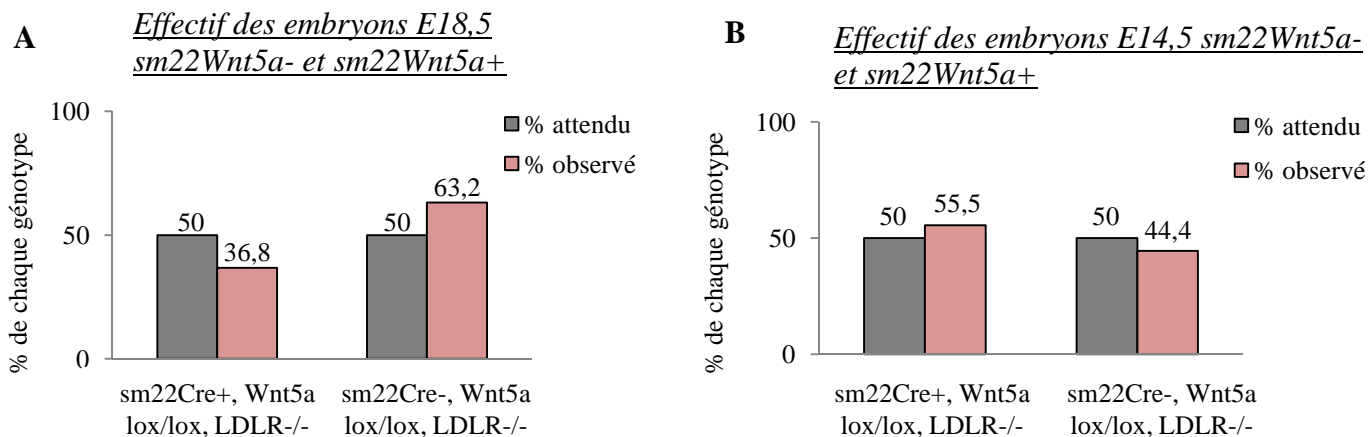 A
Effectif des embryons E18,5
sm22Wnt5a- et sm22Wnt5a+
100
50
0
% de chaque génotype
% attendu
% observé
50
36,8
50
63,2
sm22Cre+, Wnt5a
lox/lox, LDLR-/-
sm22Cre-, Wnt5a
lox/lox, LDLR-/-
B
Effectif des embryons E14,5 sm22Wnt5a-
et sm22Wnt5a+
100
50
0
% de chaque génotype
% attendu
% observé
50
55,5
50
44,4
sm22Cre+, Wnt5a
lox/lox, LDLR-/-
sm22Cre-, Wnt5a
lox/lox, LDLR-/-